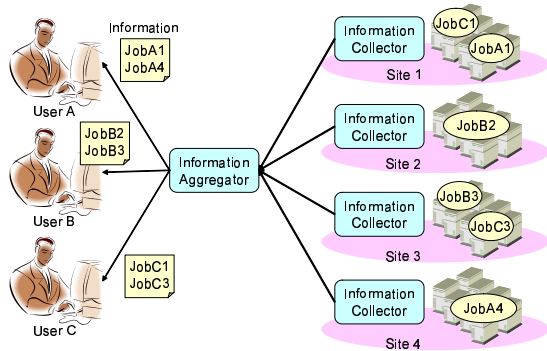 Information
JobA1
JobA4
User A
JobB2
JobB3
User B
JobC1
JobC3
User C
Information
Aggregator
Information
Collector
JobC1
JobA1
Site 1
Information
Collector
JobB2
Site 2
Information
Collector
JobB3
JobC3
Site 3
Information
Collector
JobA4
Site 4